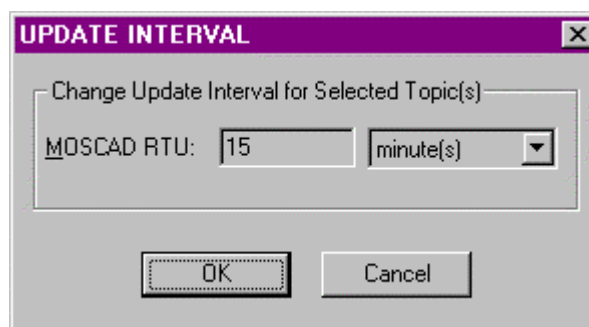 UPDATE INTERVAL
Change Update Interval for Selected Topic(s)
MOSCAD RTU: 15 minute(s)
OK Cancel